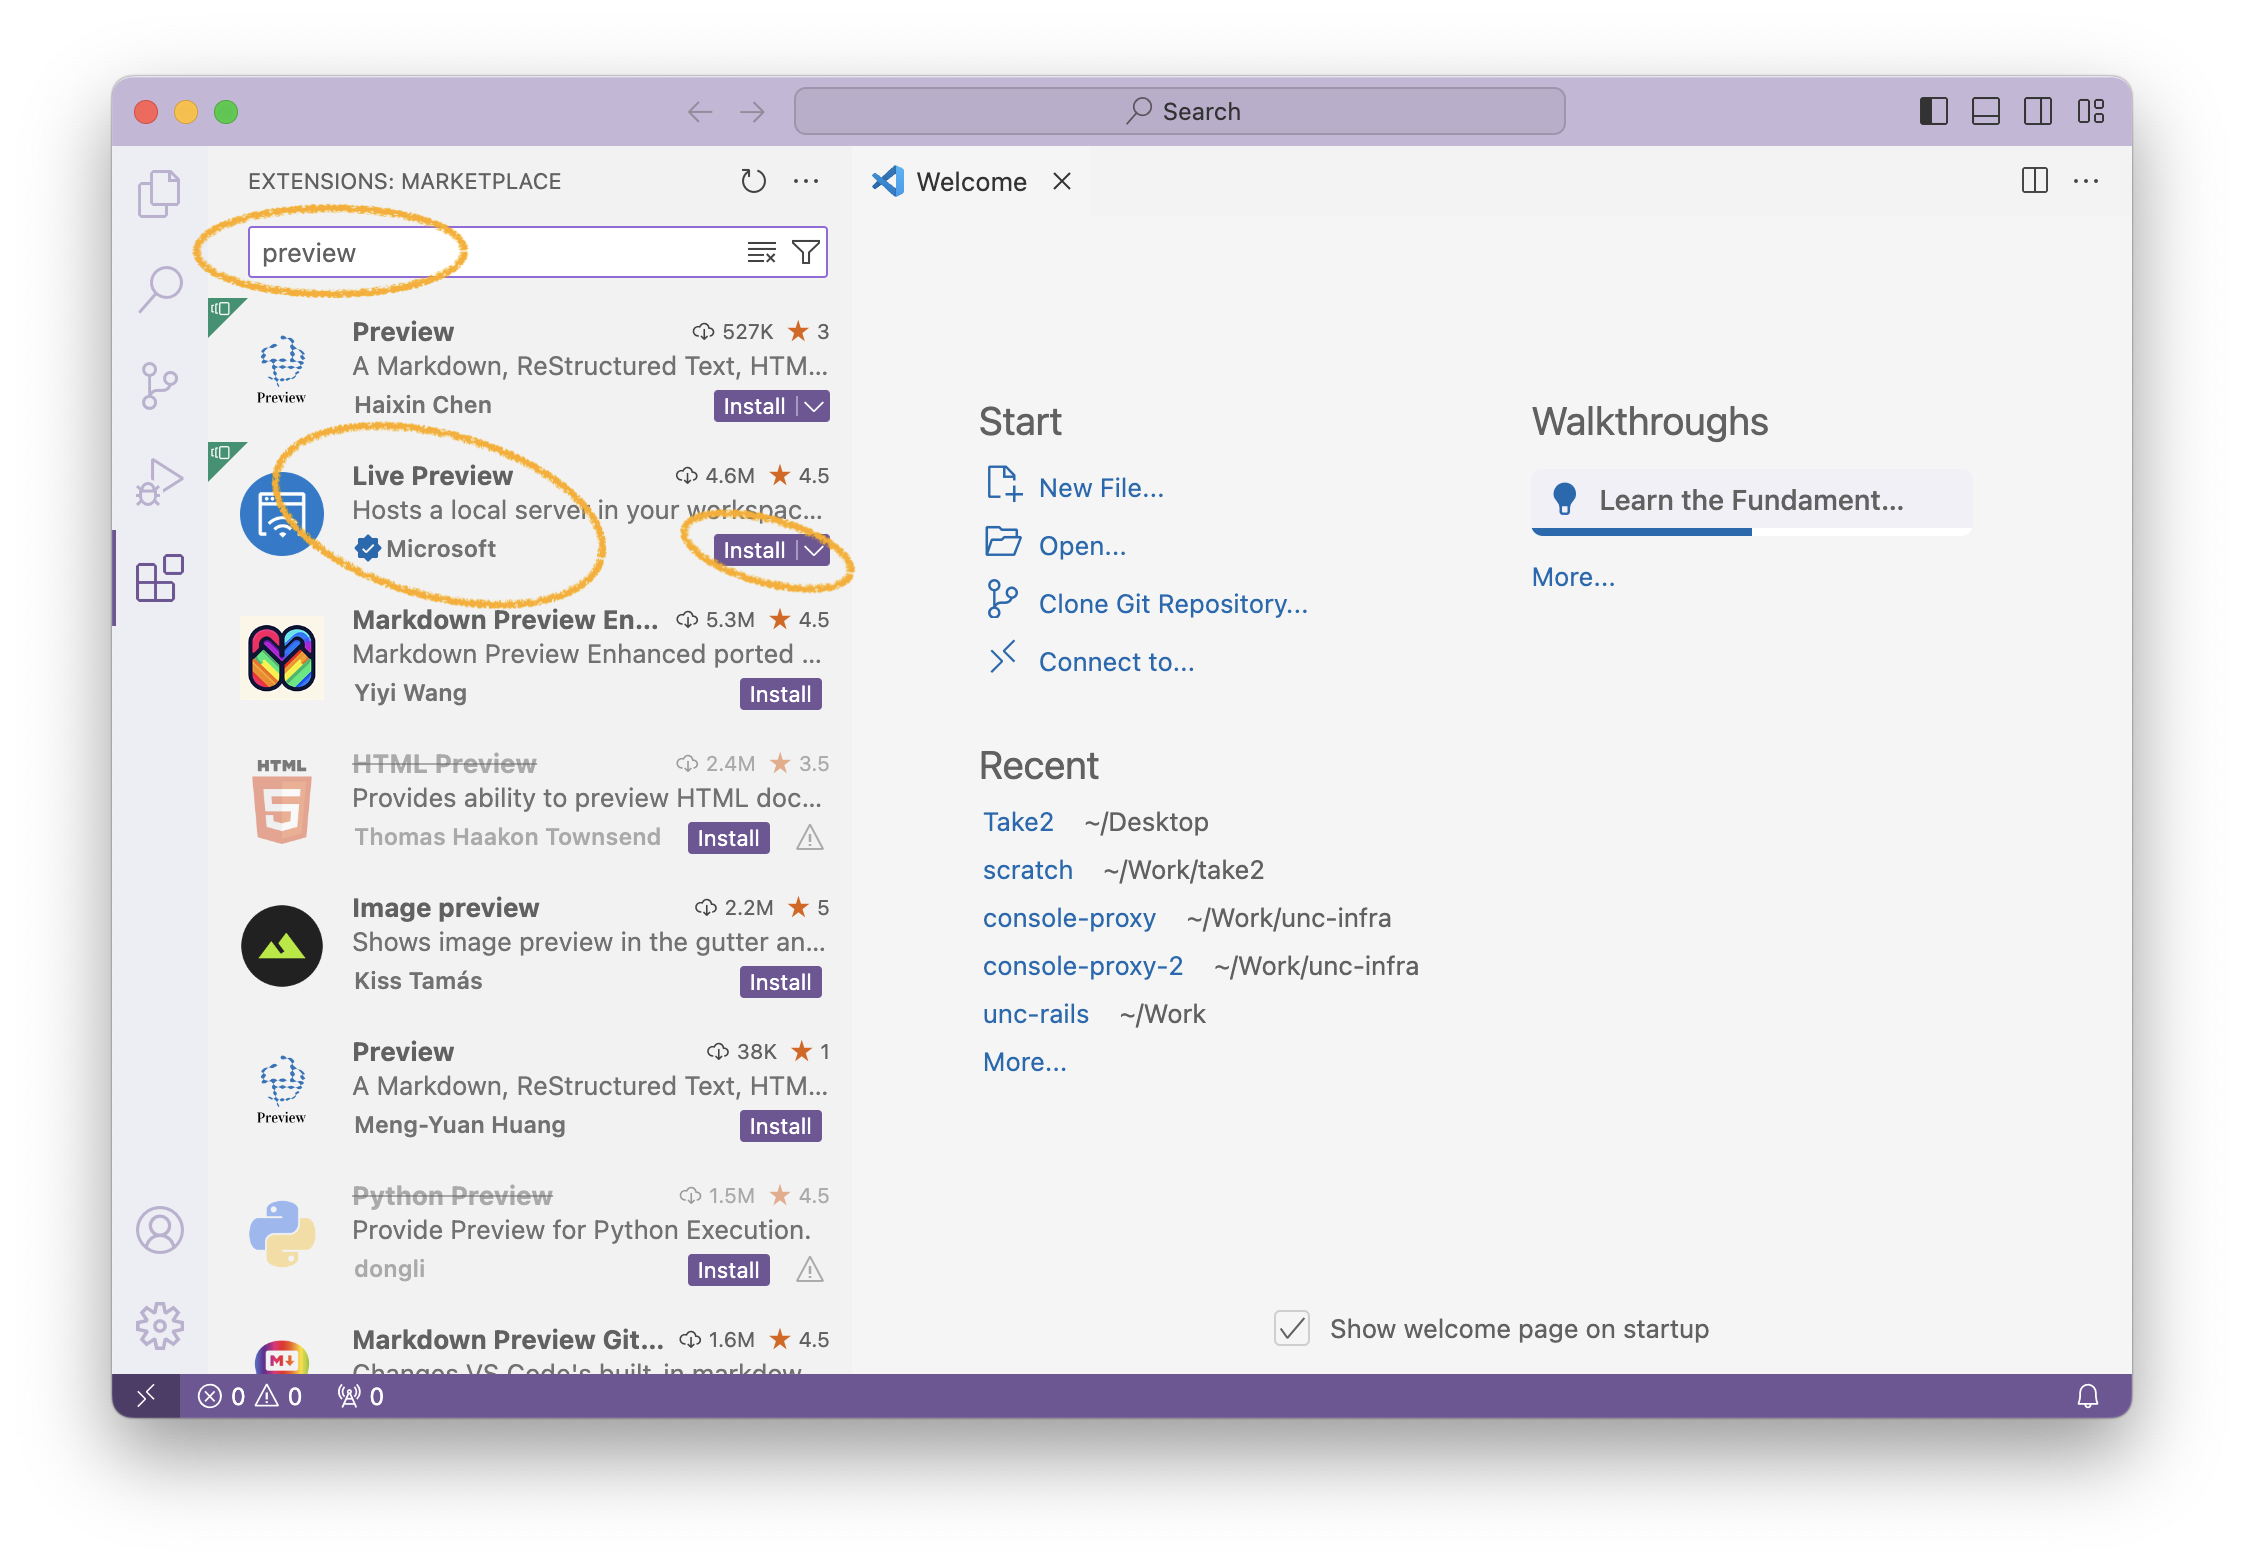 Search
EXTENSIONS: MARKETPLACE
Welcome
preview
Preview 527K 3
A Markdown, ReStructured Text, HTM...
Preview
Haixin Chen Install
Live Preview 4.6M 4.5
Hosts a local server in your workspac...
Microsoft Install
Markdown Preview En... 5.3M 4.5
Markdown Preview Enhanced ported ...
Yiyi Wang Install
HTML Preview 2.4M 3.5
HTML
5
Provides ability to preview HTML doc...
Thomas Haakon Townsend Install
Image preview 2.2M 5
Shows image preview in the gutter an...
Kiss Tamás Install
Preview 38K 1
A Markdown, ReStructured Text, HTM...
Preview
Meng-Yuan Huang Install
Python Preview 1.5M 4.5
Provide Preview for Python Execution.
dongli Install
Markdown Preview Git... 1.6M 4.5
M
Changes VS Code's built-in markdow
Start
New File...
Open...
Clone Git Repository...
Connect to...
Recent
Take2 ~/Desktop
scratch ~/Work/take2
console-proxy ~/Work/unc-infra
console-proxy-2 ~/Work/unc-infra
unc-rails ~/Work
More...
Walkthroughs
Learn the Fundament...
More...
Show welcome page on startup
0 0 0